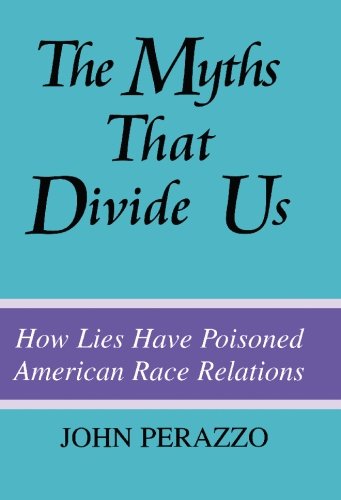 The Myths
That
Divide Us
How Lies Have Poisoned
American Race Relations
JOHN PERAZZO